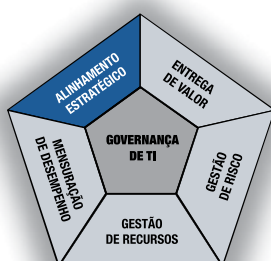 ALINHAMENTO
ESTRATÉGICO
ENTREGA
DE VALOR
GOVERNANÇA
DE TI
MENSURAÇÃO
DE DESEMPENHO
GESTÃO
DE RISCO
GESTÃO
DE RECURSOS